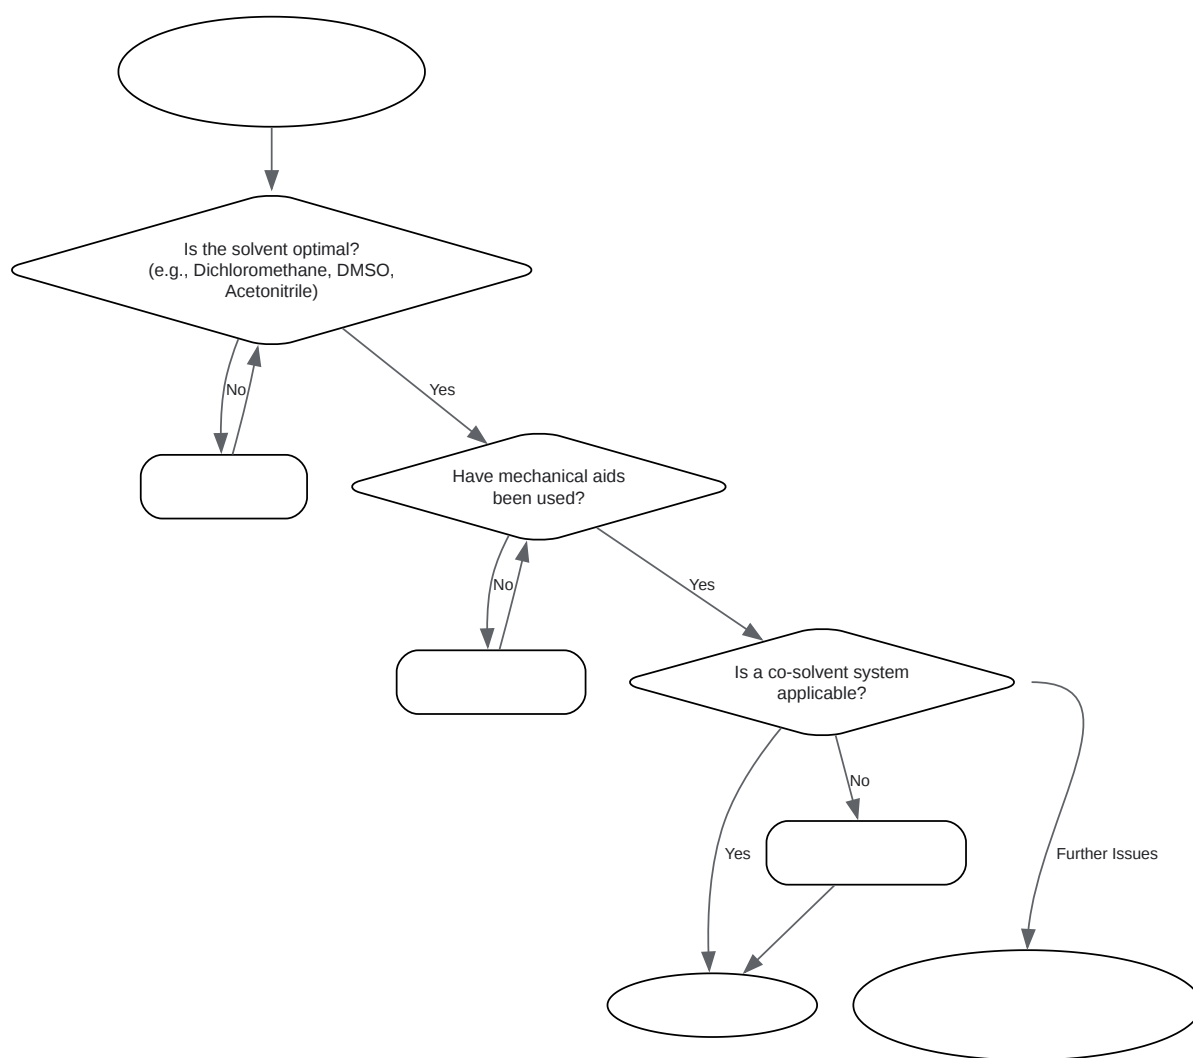 Is the solvent optimal?
(e.g., Dichloromethane, DMSO,
Acetonitrile)
No
Yes
Have mechanical aids
been used?
No
Yes
Is a co-solvent system
applicable?
No
Yes
Further Issues